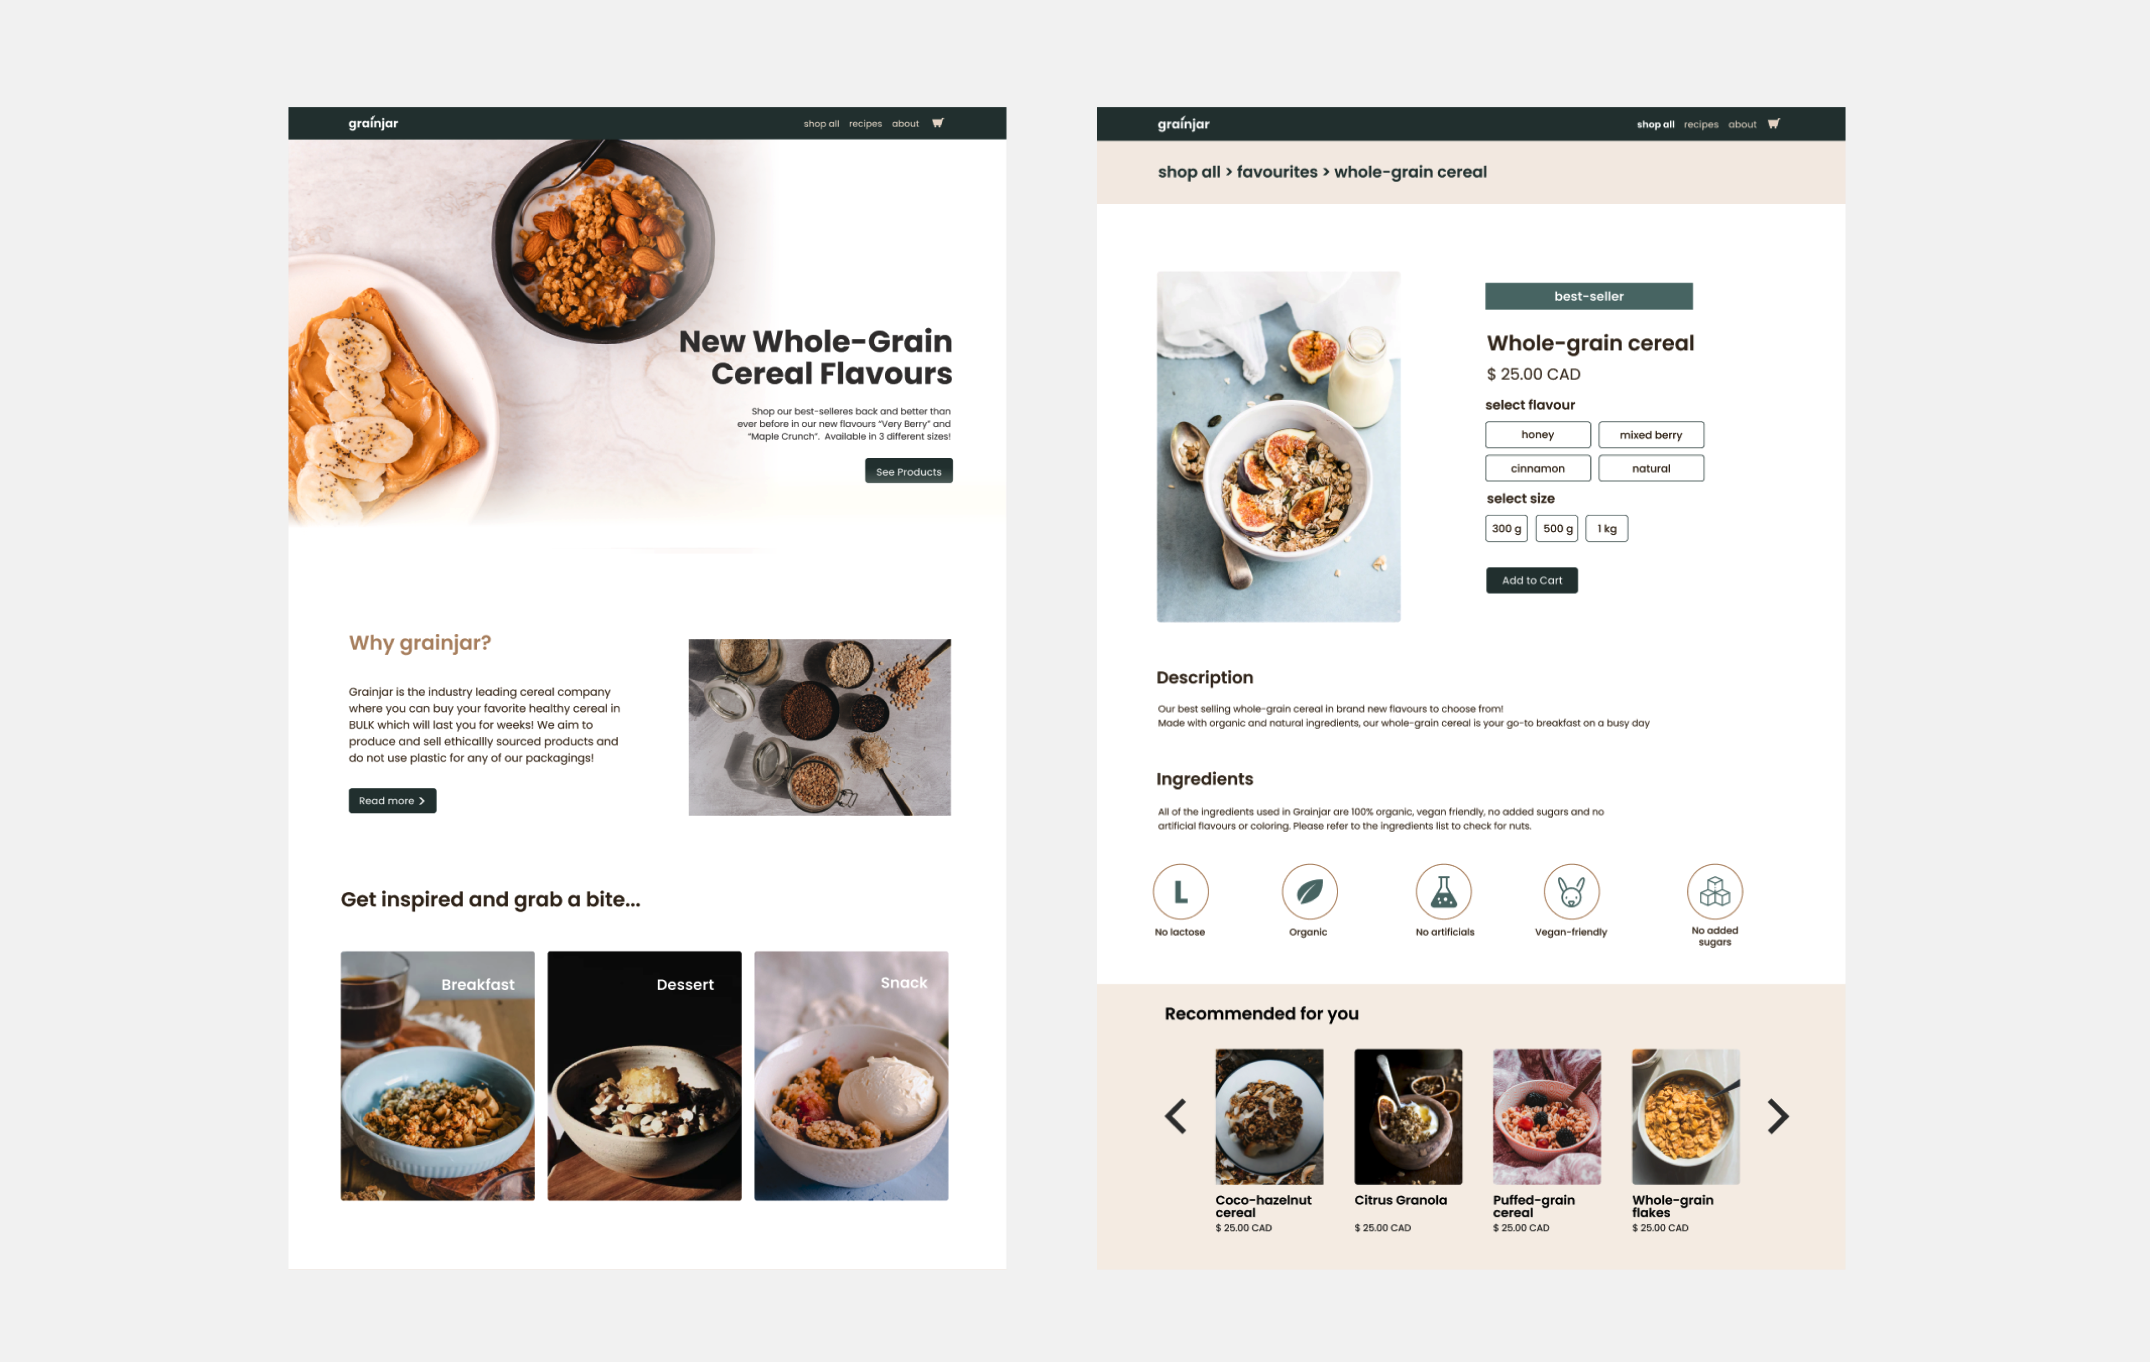 grainjar
shop all recipes about
New Whole-Grain
Cereal Flavours
Shop our best-selleres back and better than
ever before in our new flavours “Very Berry” and
“Maple Crunch”. Available in 3 different sizes!
See Products
Why grainjar?
Grainjar is the industry leading cereal company
where you can buy your favorite healthy cereal in
BULK which will last you for weeks! We aim to
produce and sell ethicallly sourced products and
do not use plastic for any of our packagings!
Read more >
Get inspired and grab a bite...
Breakfast
Dessert
Snack
grainjar
shop all recipes about
shop all > favourites > whole-grain cereal
best-seller
Whole-grain cereal
$ 25.00 CAD
select flavour
honey
mixed berry
cinnamon
natural
select size
300 g
500 g
1 kg
Add to Cart
Description
Our best selling whole-grain cereal in brand new flavours to choose from!
Made with organic and natural ingredients, our whole-grain cereal is your go-to breakfast on a busy day
Ingredients
All of the ingredients used in Grainjar are 100% organic, vegan friendly, no added sugars and no
artificial flavours or coloring. Please refer to the ingredients list to check for nuts.
L
No lactose
Organic
No artificials
Vegan-friendly
No added
sugars
Recommended for you
Coco-hazelnut
cereal
$ 25.00 CAD
Citrus Granola
$ 25.00 CAD
Puffed-grain
cereal
$ 25.00 CAD
Whole-grain
flakes
$ 25.00 CAD